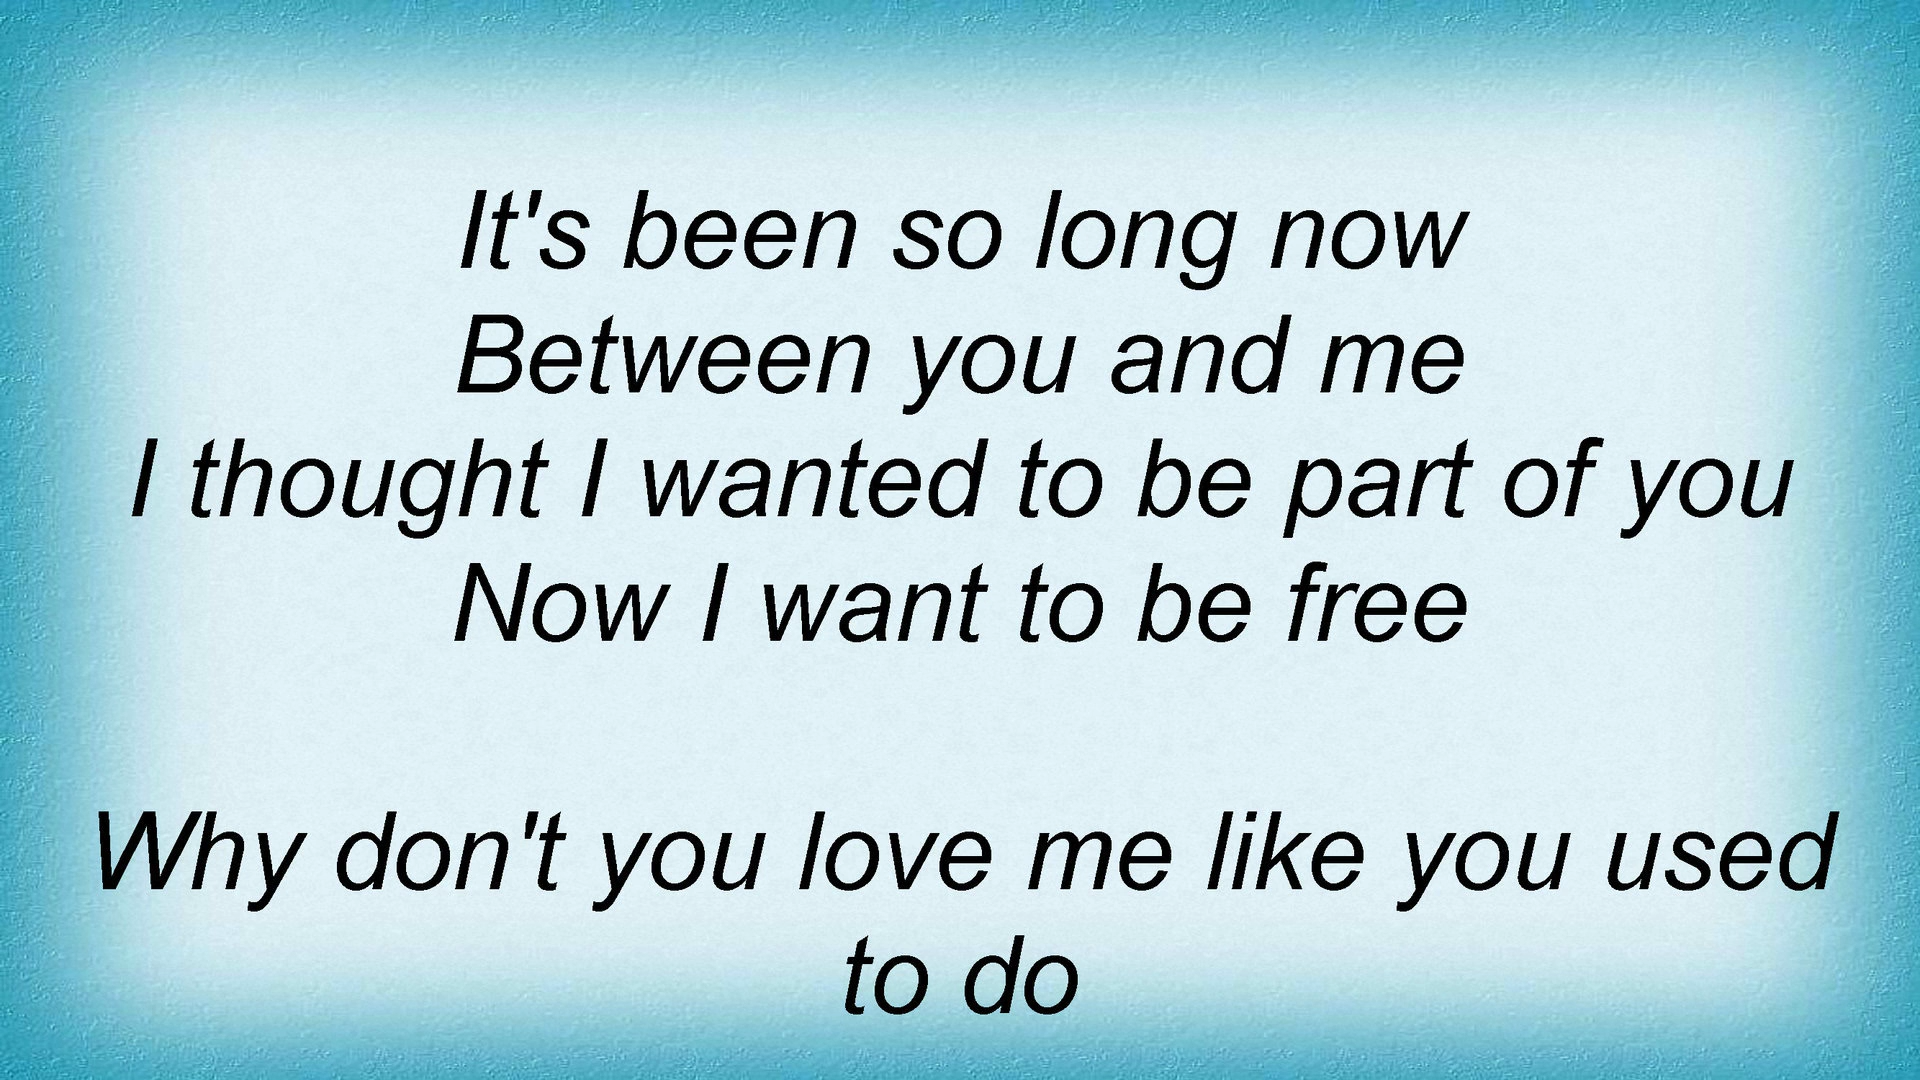 It's been so long now
Between you and me
I thought I wanted to be part of you
Now I want to be free
Why don't you love me like you used
to do